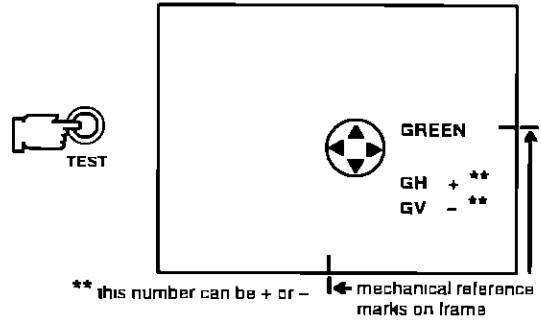 GREEN
TEST
GH + **
GV - **
** this number can be + or -
mechanical reference
marks on frame